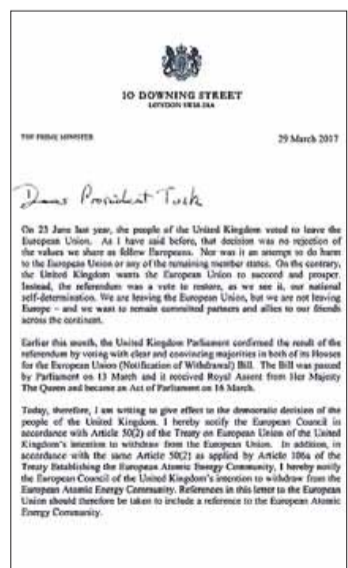 10 DOWNING STREET
LONDON SW1A 2AA
THE PRIME MINISTER
29 March 2017
Dear President Tusk
On 23 June last year, the people of the United Kingdom voted to leave the
European Union. As I have said before, that decision was no rejection of
the values we share as fellow Europeans. Nor was it an attempt to do harm
to the European Union or any of the remaining member states. On the contrary,
the United Kingdom wants the European Union to succeed and prosper.
Instead, the referendum was a vote to restore, as we see it, our national
self-determination. We are leaving the European Union, but we are not leaving
Europe – and we want to remain committed partners and allies to our friends
across the continent.
Earlier this month, the United Kingdom Parliament confirmed the result of the
referendum by voting with clear and convincing majorities in both of its Houses
for the European Union (Notification of Withdrawal) Bill. The Bill was passed
by Parliament on 13 March and it received Royal Assent from Her Majesty
The Queen and became an Act of Parliament on 16 March.
Today, therefore, I am writing to give effect to the democratic decision of the
people of the United Kingdom. I hereby notify the European Council in
accordance with Article 50(2) of the Treaty on European Union of the United
Kingdom's intention to withdraw from the European Union. In addition, in
accordance with the same Article 50(2) as applied by Article 106a of the
Treaty Establishing the European Atomic Energy Community, I hereby notify
the European Council of the United Kingdom's intention to withdraw from the
European Atomic Energy Community. References in this letter to the European
Union should therefore be taken to include a reference to the European Atomic
Energy Community.